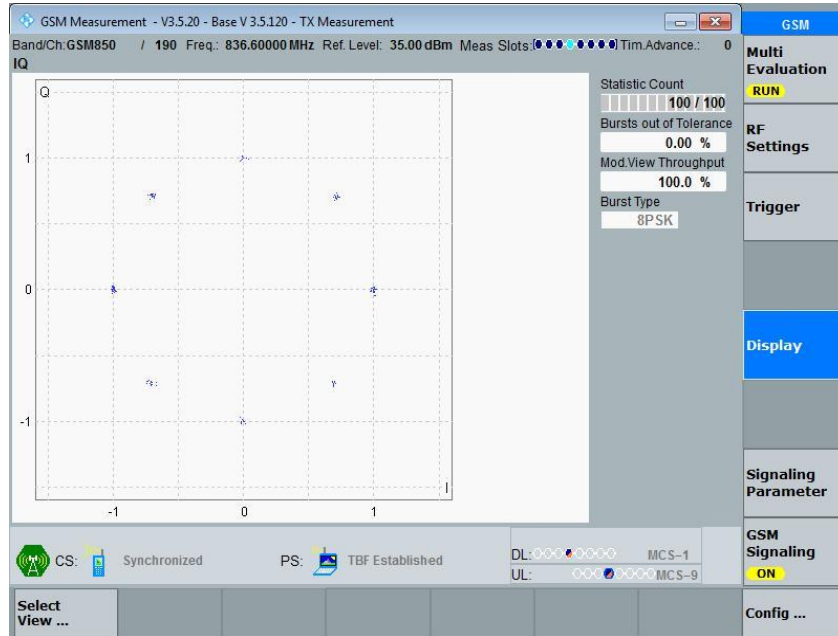 GSM Measurement - V3.5.20 - Base V 3.5.120 - TX Measurement
GSM
Band/Ch:GSM850 / 190 Freq.: 836.60000 MHz Ref. Level: 35.00 dBm Meas Slots: Tim.Advance.: 0
IQ
Multi
Evaluation
RUN
Q
Statistic Count
100 / 100
Bursts out of Tolerance
0.00 %
RF
Settings
Mod.View Throughput
100.0 %
Burst Type
8PSK
Trigger
1
0
-1
I
-1 0 1
Display
Signaling
Parameter
CS: Synchronized PS: TBF Established
DL: MCS-1
UL: MCS-9
GSM
Signaling
ON
Select
View ...
Config ...